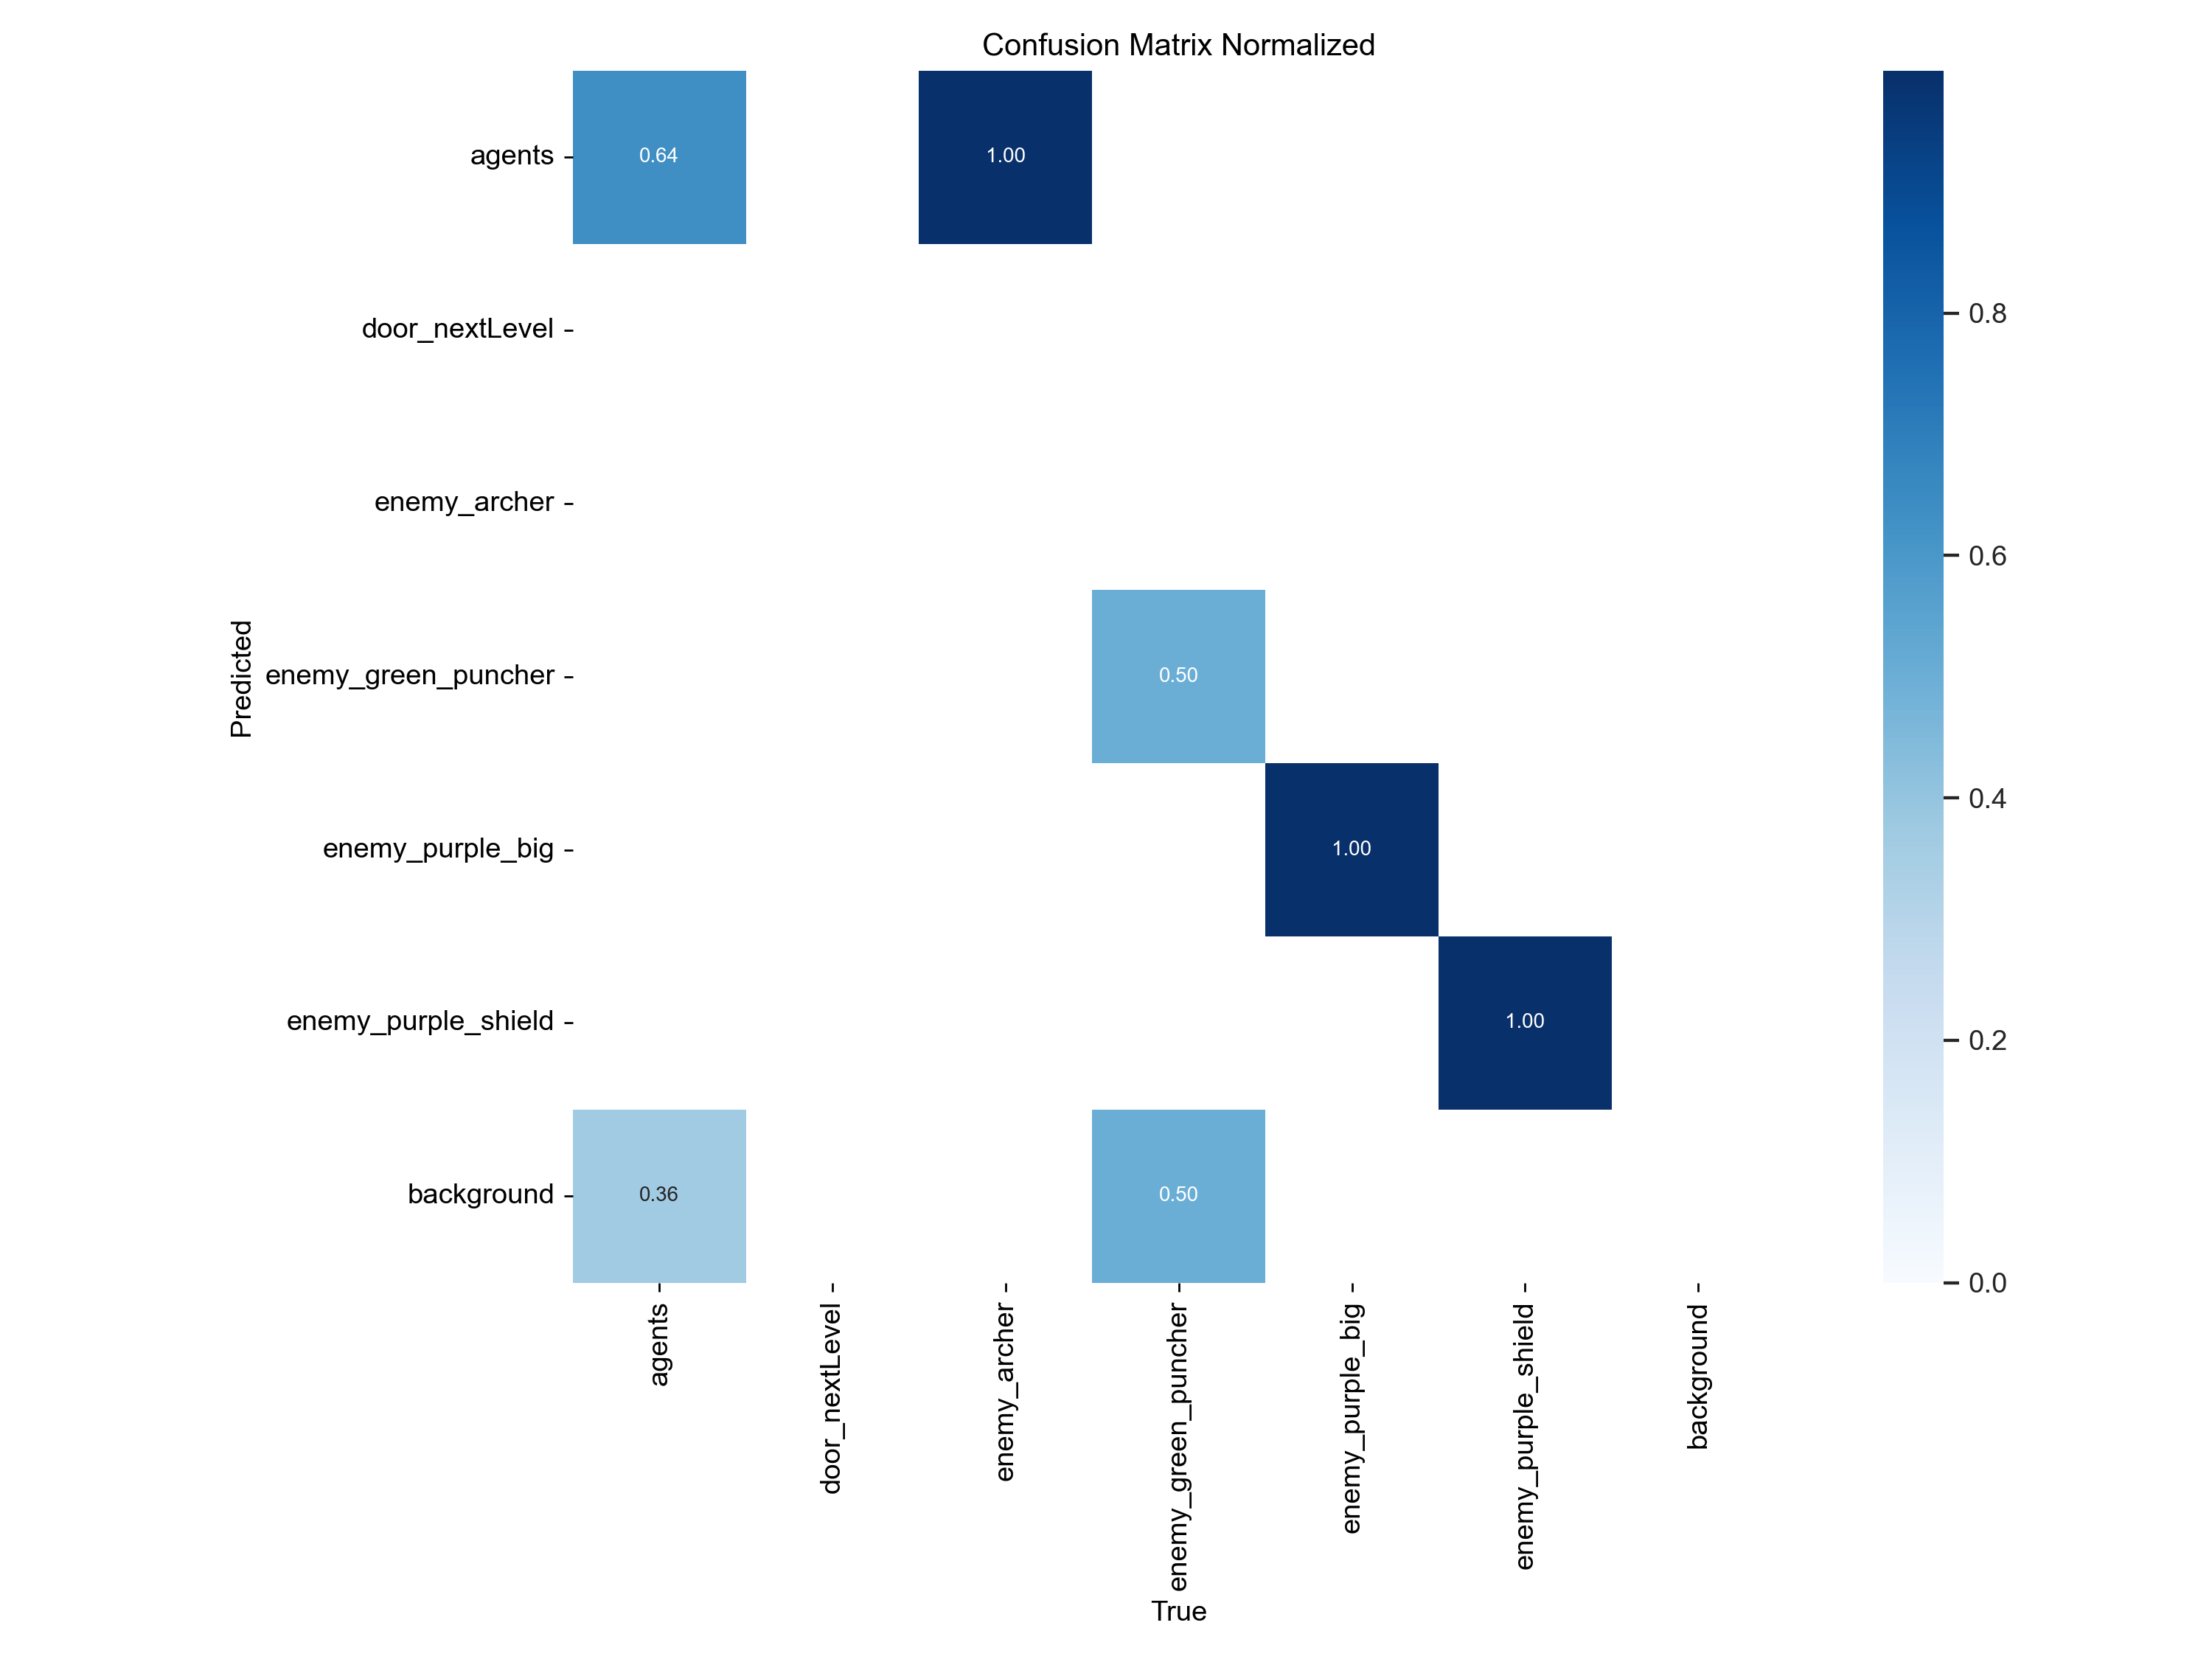 Confusion Matrix Normalized
agents
0.64
1.00
door_nextLevel
enemy_archer
enemy_green_puncher
0.50
enemy_purple_big
1.00
enemy_purple_shield
1.00
background
0.36
0.50
Predicted
agents
door_nextLevel
enemy_archer
enemy_green_puncher
enemy_purple_big
enemy_purple_shield
background
True
0.8
0.6
0.4
0.2
0.0